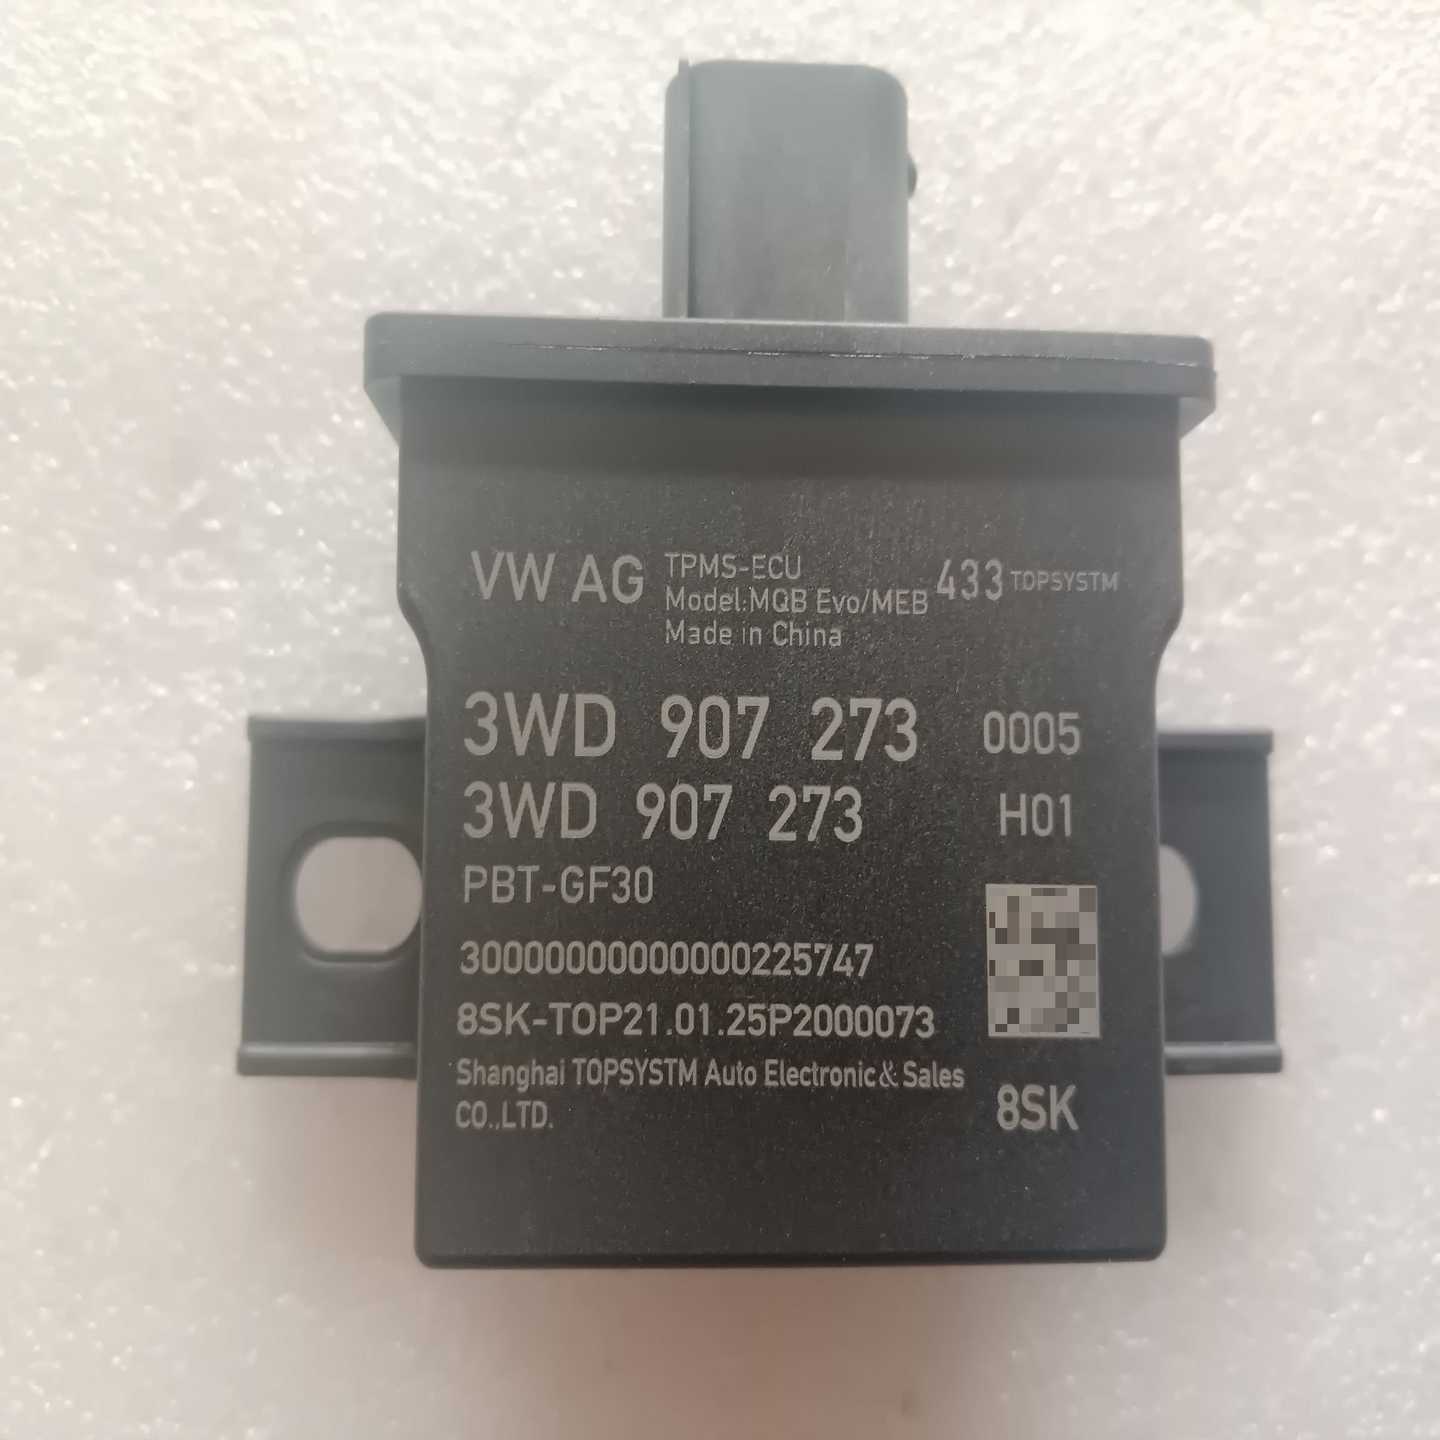 VW AG TPMS-ECU 433 TOPSYSTM
Model:MQB Evo/MEB
Made in China
3WD 907 273 0005
3WD 907 273 H01
PBT-GF30
30000000000000225747
8SK-TOP21.01.25P2000073
Shanghai TOPSYSTM Auto Electronic & Sales
CO.,LTD.
8SK